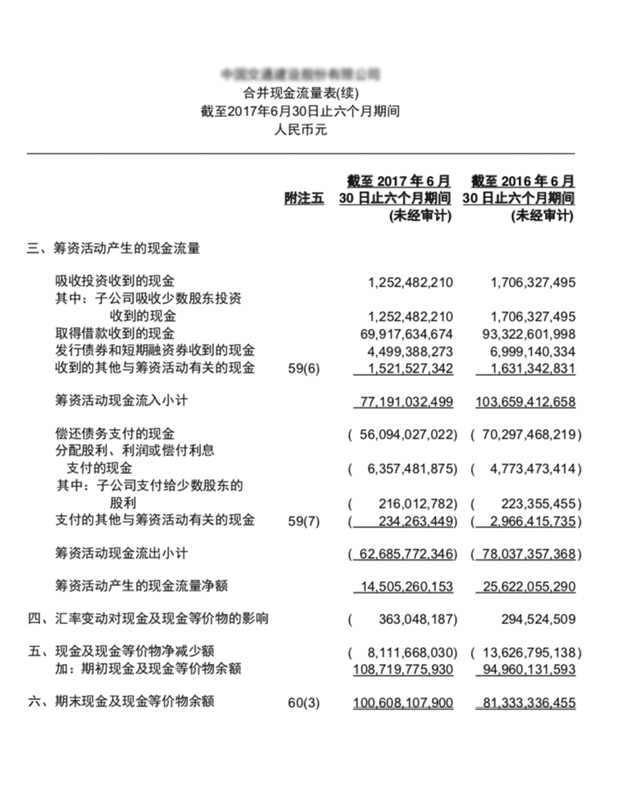 合并现金流量表(续)
截至2017年6月30日止六个月期间
人民币元
截至 2017 年 6 月 截至 2016 年 6 月
附注五 30 日止六个月期间 30 日止六个月期间
(未经审计) (未经审计)
三、筹资活动产生的现金流量
吸收投资收到的现金 1,252,482,210 1,706,327,495
其中：子公司吸收少数股东投资
收到的现金 1,252,482,210 1,706,327,495
取得借款收到的现金 69,917,634,674 93,322,601,998
发行债券和短期融资券收到的现金 4,499,388,273 6,999,140,334
收到的其他与筹资活动有关的现金 59(6) 1,521,527,342 1,631,342,831
筹资活动现金流入小计 77,191,032,499 103,659,412,658
偿还债务支付的现金 ( 56,094,027,022) ( 70,297,468,219)
分配股利、利润或偿付利息
支付的现金 ( 6,357,481,875) ( 4,773,473,414)
其中：子公司支付给少数股东的
股利 ( 216,012,782) ( 223,355,455)
支付的其他与筹资活动有关的现金 59(7) ( 234,263,449) ( 2,966,415,735)
筹资活动现金流出小计 ( 62,685,772,346) ( 78,037,357,368)
筹资活动产生的现金流量净额 14,505,260,153 25,622,055,290
四、汇率变动对现金及现金等价物的影响 ( 363,048,187) 294,524,509
五、现金及现金等价物净减少额 ( 8,111,668,030) ( 13,626,795,138)
加：期初现金及现金等价物余额 108,719,775,930 94,960,131,593
六、期末现金及现金等价物余额 60(3) 100,608,107,900 81,333,336,455